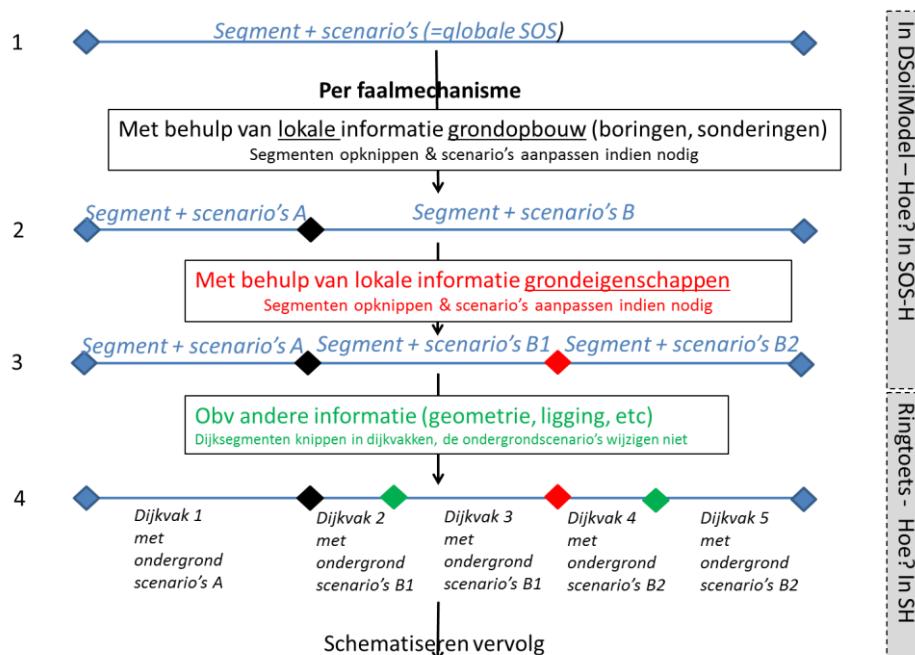 1
Segment + scenario's (=globale SOS)
Per faalmechanisme
Met behulp van lokale informatie grondopbouw (boringen, sonderingen)
Segmenten opknippen & scenario's aanpassen indien nodig
Segment + scenario's A
Segment + scenario's B
2
Met behulp van lokale informatie grondeigenschappen
Segmenten opknippen & scenario's aanpassen indien nodig
Segment + scenario's A
Segment + scenario's B1
Segment + scenario's B2
3
Obv andere informatie (geometrie, ligging, etc)
Dijksegmenten knippen in dijkvakken, de ondergrondscenario's wijzigen niet
4
Dijkvak 1
met
ondergrond
scenario's A
Dijkvak 2
met
ondergrond
scenario's B1
Dijkvak 3
met
ondergrond
scenario's B1
Dijkvak 4
met
ondergrond
scenario's B2
Dijkvak 5
met
ondergrond
scenario's B2
Schematiseren vervolg
In DSoilModel – Hoe? In SOS-H
Ringtoets - Hoe? In SH